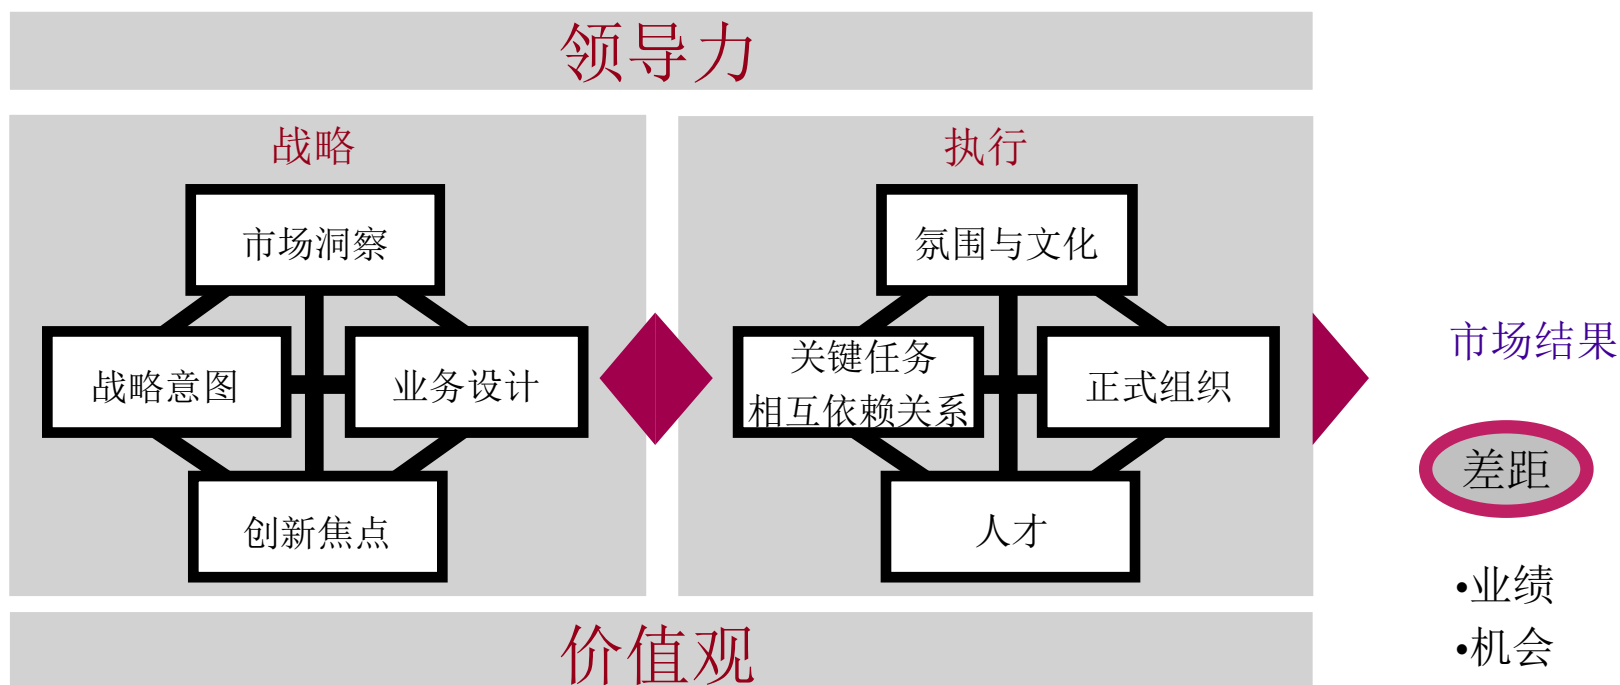 领导力
战略
市场洞察
战略意图
业务设计
创新焦点
执行
氛围与文化
关键任务
相互依赖关系
正式组织
人才
市场结果
差距
•业绩
•机会
价值观